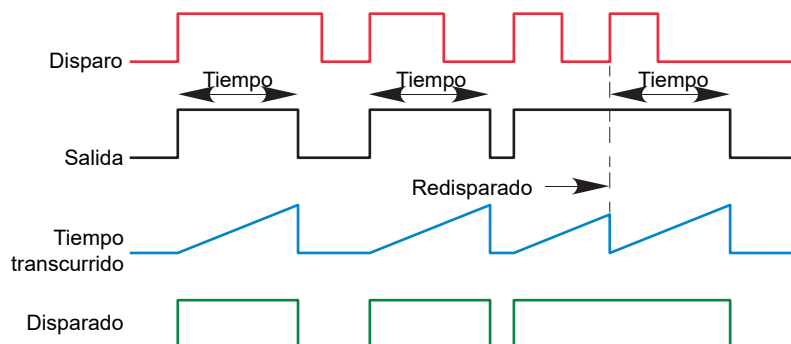 Disparo
Tiempo
Tiempo
Tiempo
Salida
Redisparado
Tiempo
transcurrido
Disparado